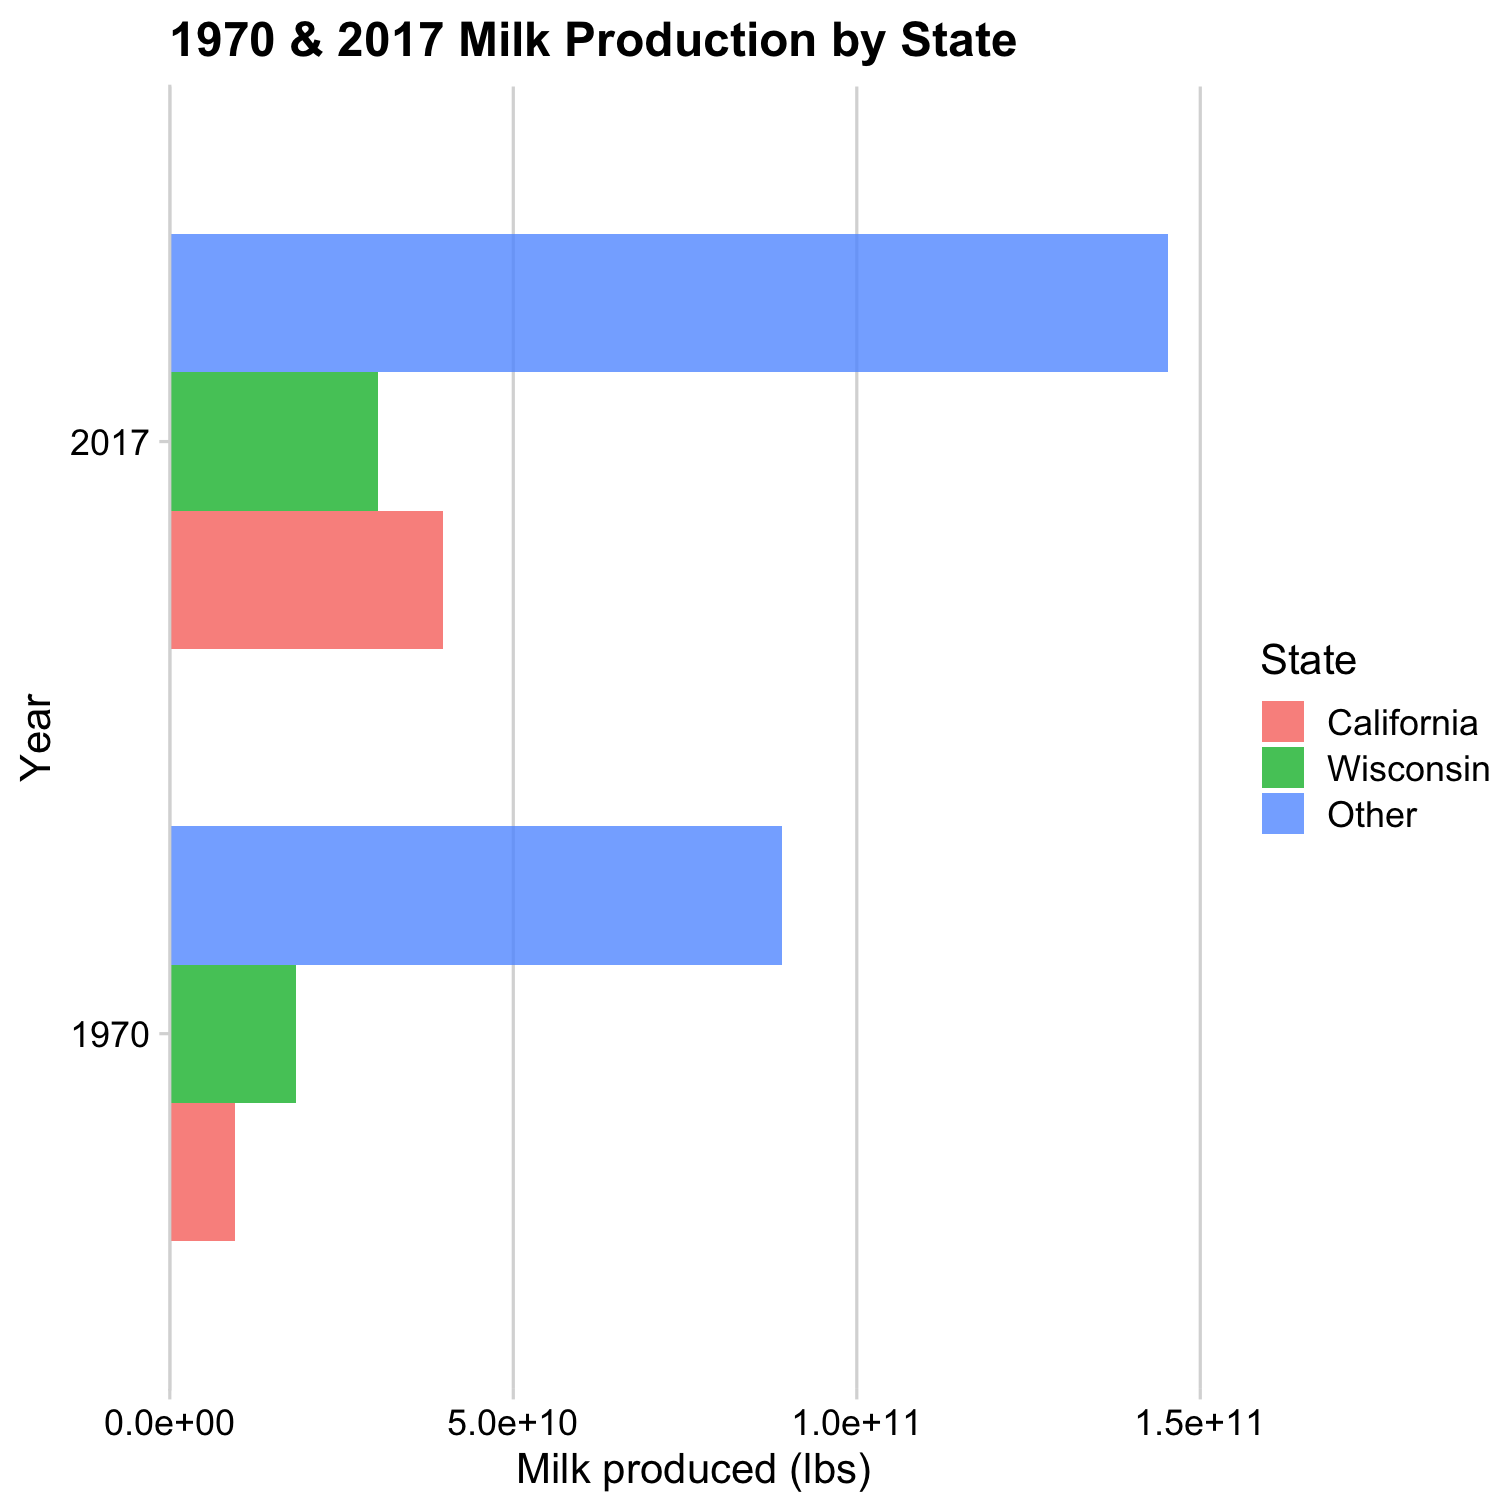 1970 & 2017 Milk Production by State
2017
1970
Year
0.0e+00
5.0e+10
1.0e+11
1.5e+11
Milk produced (lbs)
State
California
Wisconsin
Other